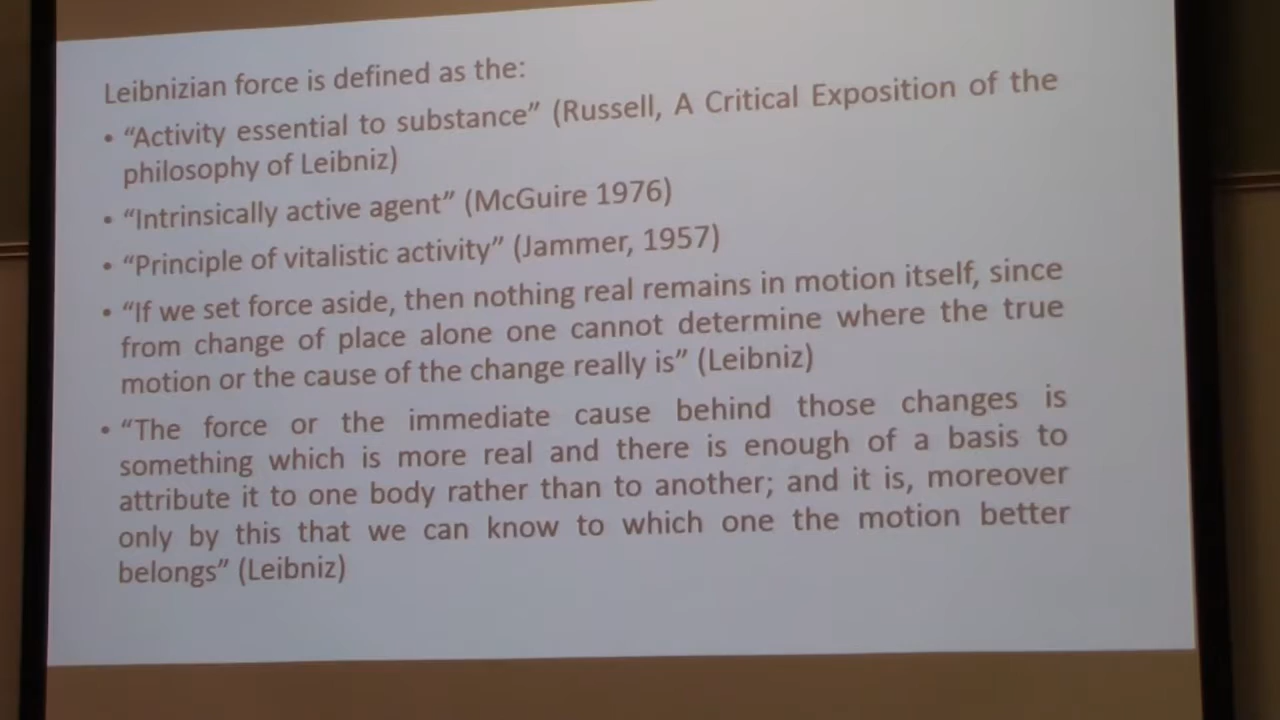 Leibnizian force is defined as the:
• “Activity essential to substance” (Russell, A Critical Exposition of the
philosophy of Leibniz)
• “Intrinsically active agent” (McGuire 1976)
• “Principle of vitalistic activity” (Jammer, 1957)
• “If we set force aside, then nothing real remains in motion itself, since
from change of place alone one cannot determine where the true
motion or the cause of the change really is” (Leibniz)
• “The force or the immediate cause behind those changes is
something which is more real and there is enough of a basis to
attribute it to one body rather than to another; and it is, moreover
only by this that we can know to which one the motion better
belongs” (Leibniz)